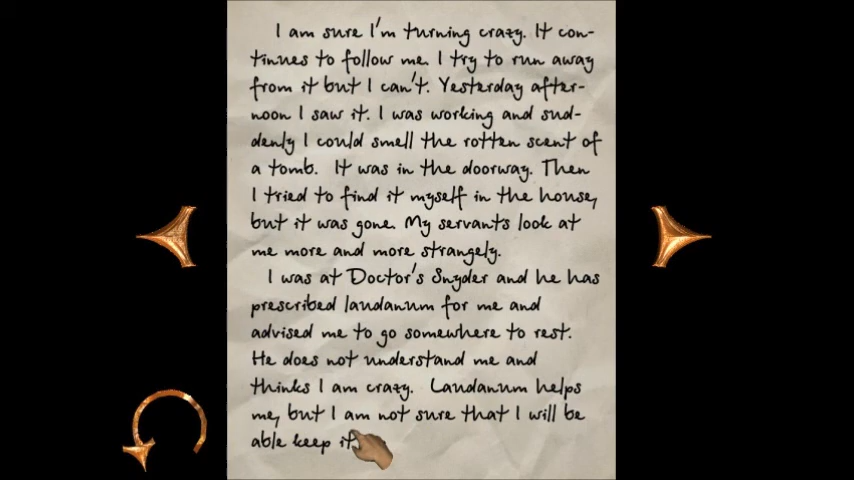 I am sure I'm turning crazy. It con-
tinues to follow me. I try to run away
from it but I can't. Yesterday after-
noon I saw it. I was working and sud-
denly I could smell the rotten scent of
a tomb. It was in the doorway. Then
I tried to find it myself in the house,
but it was gone. My servants look at
me more and more strangely.
I was at Doctor's Snyder and he has
prescribed laudanum for me and
advised me to go somewhere to rest.
He does not understand me and
thinks I am crazy. Laudanum helps
me, but I am not sure that I will be
able keep it